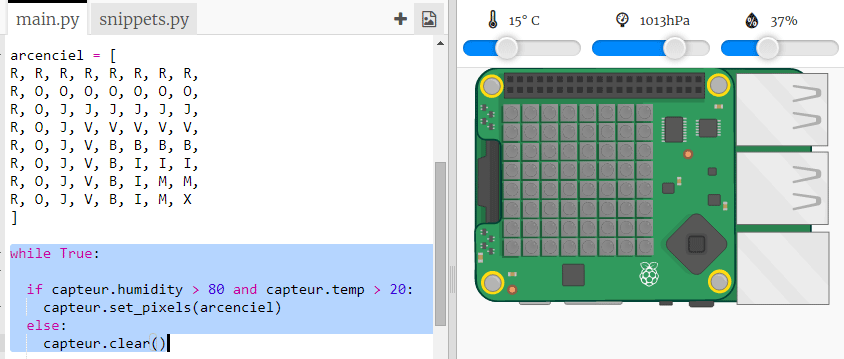 main.py snippets.py
15° C 1013hPa 37%
arcenciel = [
R, R, R, R, R, R, R, R,
R, O, O, O, O, O, O, O,
R, O, J, J, J, J, J, J,
R, O, J, V, V, V, V, V,
R, O, J, V, B, B, B, B,
R, O, J, V, B, I, I, I,
R, O, J, V, B, I, M, M,
R, O, J, V, B, I, M, X
]
while True:
if capteur.humidity > 80 and capteur.temp > 20:
capteur.set_pixels(arcenciel)
else:
capteur.clear()